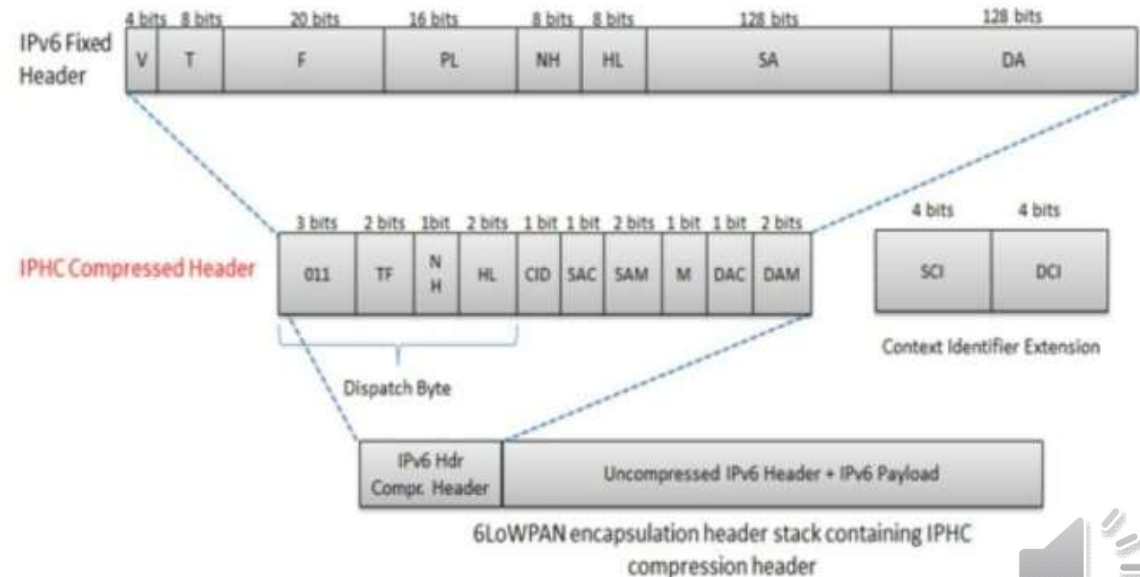 4 bits 8 bits 20 bits 16 bits 8 bits 8 bits 128 bits 128 bits
IPv6 Fixed
Header
V T F PL NH HL SA DA
3 bits 2 bits 1bit 2 bits 1 bit 1 bit 2 bits 1 bit 1 bit 2 bits
4 bits 4 bits
IPHC Compressed Header
011 TF N H HL CID SAC SAM M DAC DAM
SCI DCI
Context Identifier Extension
Dispatch Byte
IPv6 Hdr
Compr. Header
Uncompressed IPv6 Header + IPv6 Payload
6LoWPAN encapsulation header stack containing IPHC
compression header